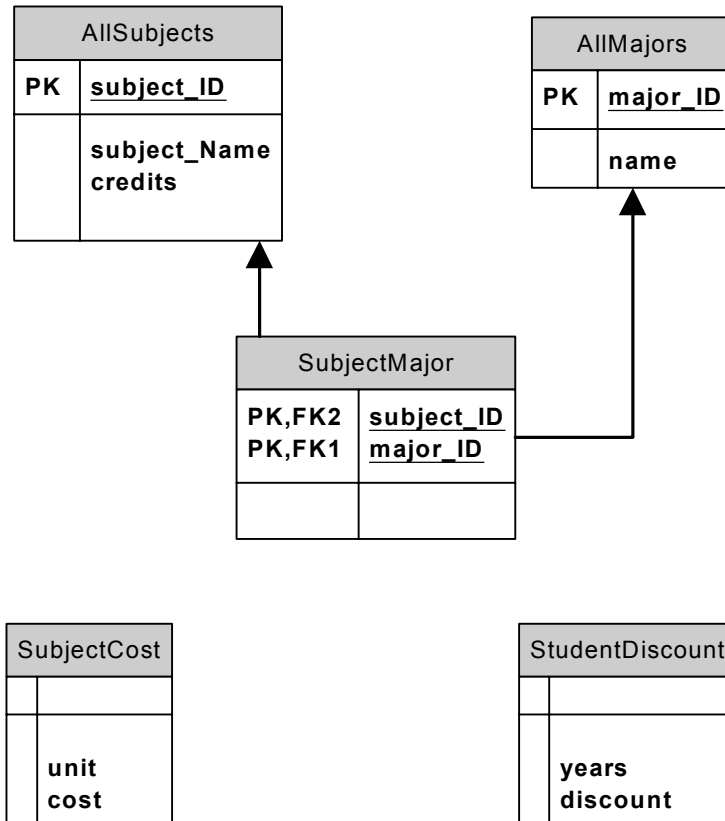 AllSubjects
PK subject_ID
subject_Name
credits
AllMajors
PK major_ID
name
SubjectMajor
PK,FK2 subject_ID
PK,FK1 major_ID
SubjectCost
unit
cost
StudentDiscount
years
discount